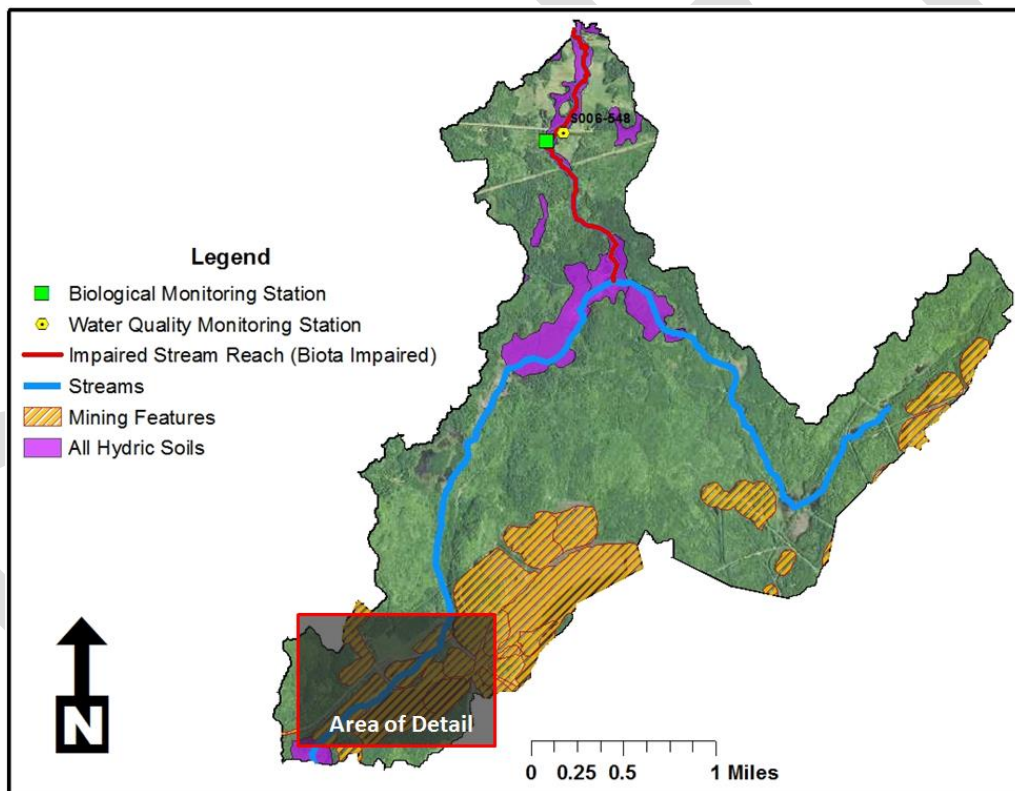 S006-548
Legend
Biological Monitoring Station
Water Quality Monitoring Station
Impaired Stream Reach (Biota Impaired)
Streams
Mining Features
All Hydric Soils
N
Area of Detail
0 0.25 0.5 1 Miles